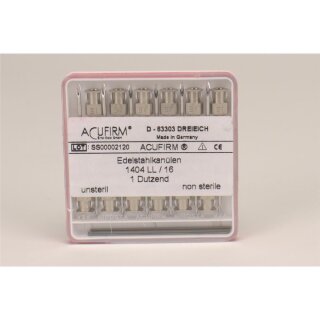 ACUFIRM®
D - 63303 DREIEICH
Made in Germany
LOT SS00002120 ACUFIRM ® CE
Edelstahlkanülen
1404 LL / 16
1 Dutzend
unsteril
non sterile